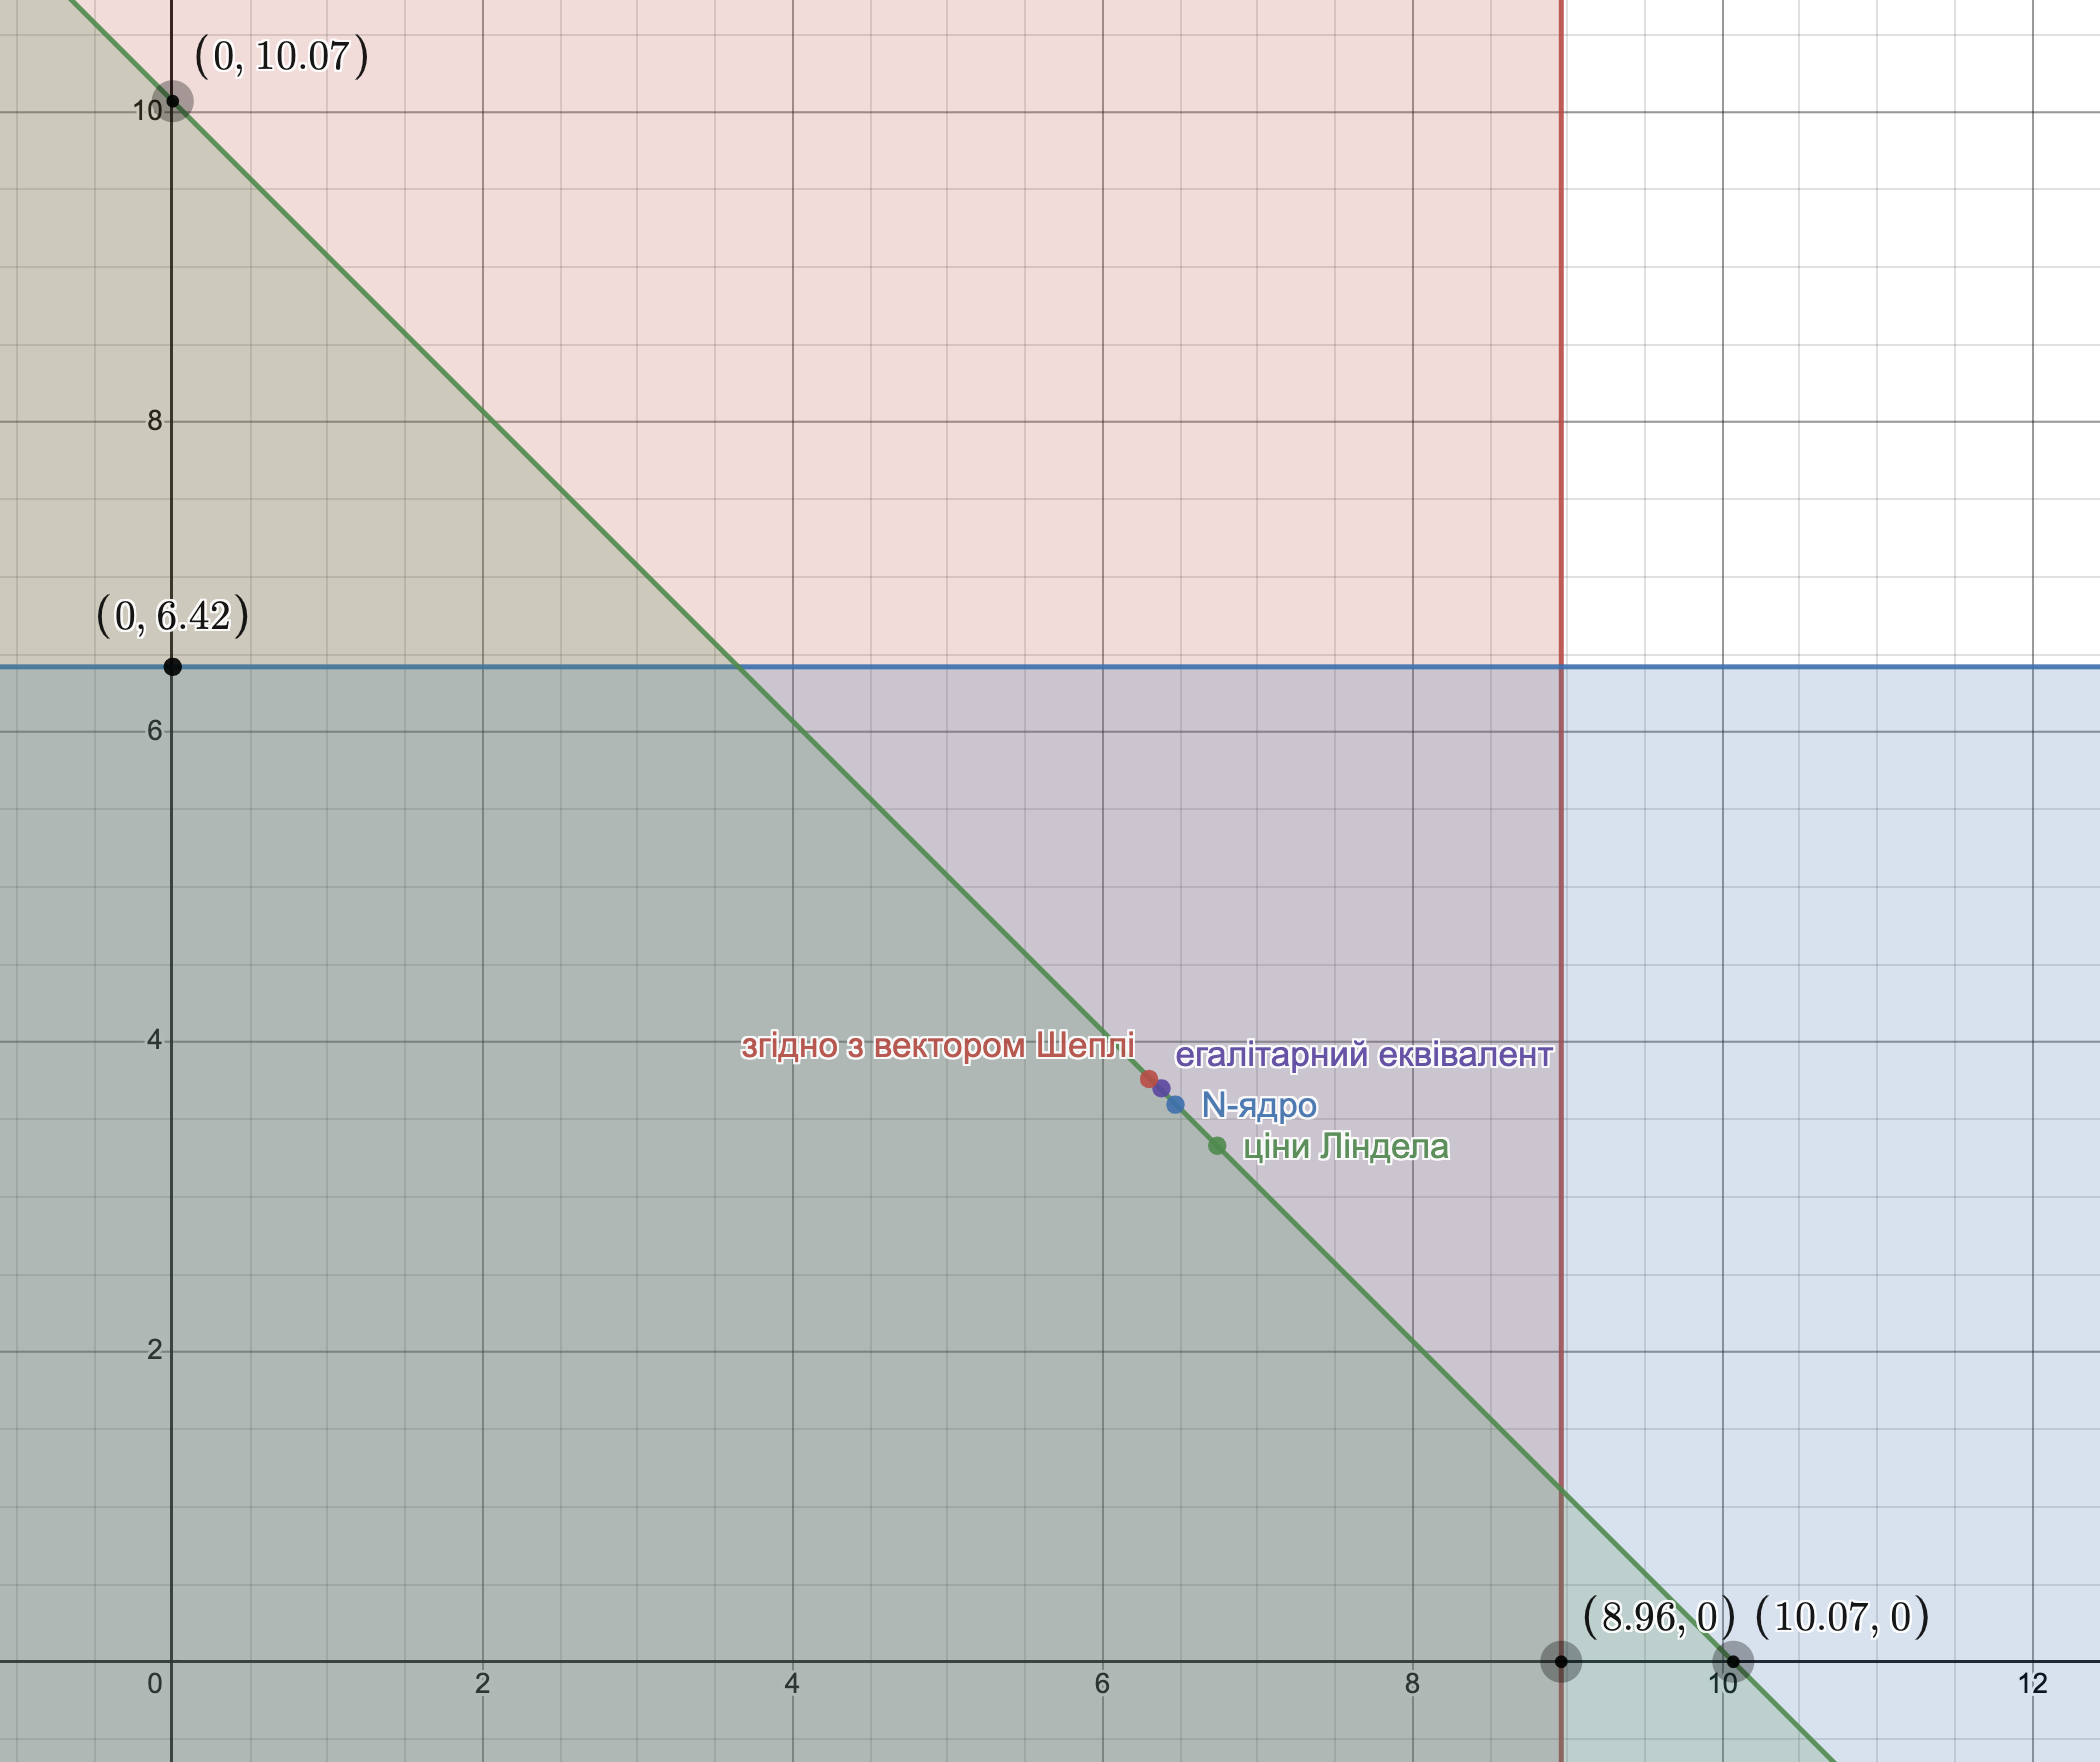 (0, 10.07)
10
8
(0, 6.42)
6
4
згідно з вектором Шеплі
егалітарний еквівалент
N-ядро
ціни Ліндела
2
(8.96, 0) (10.07, 0)
0 2 4 6 8 10 12